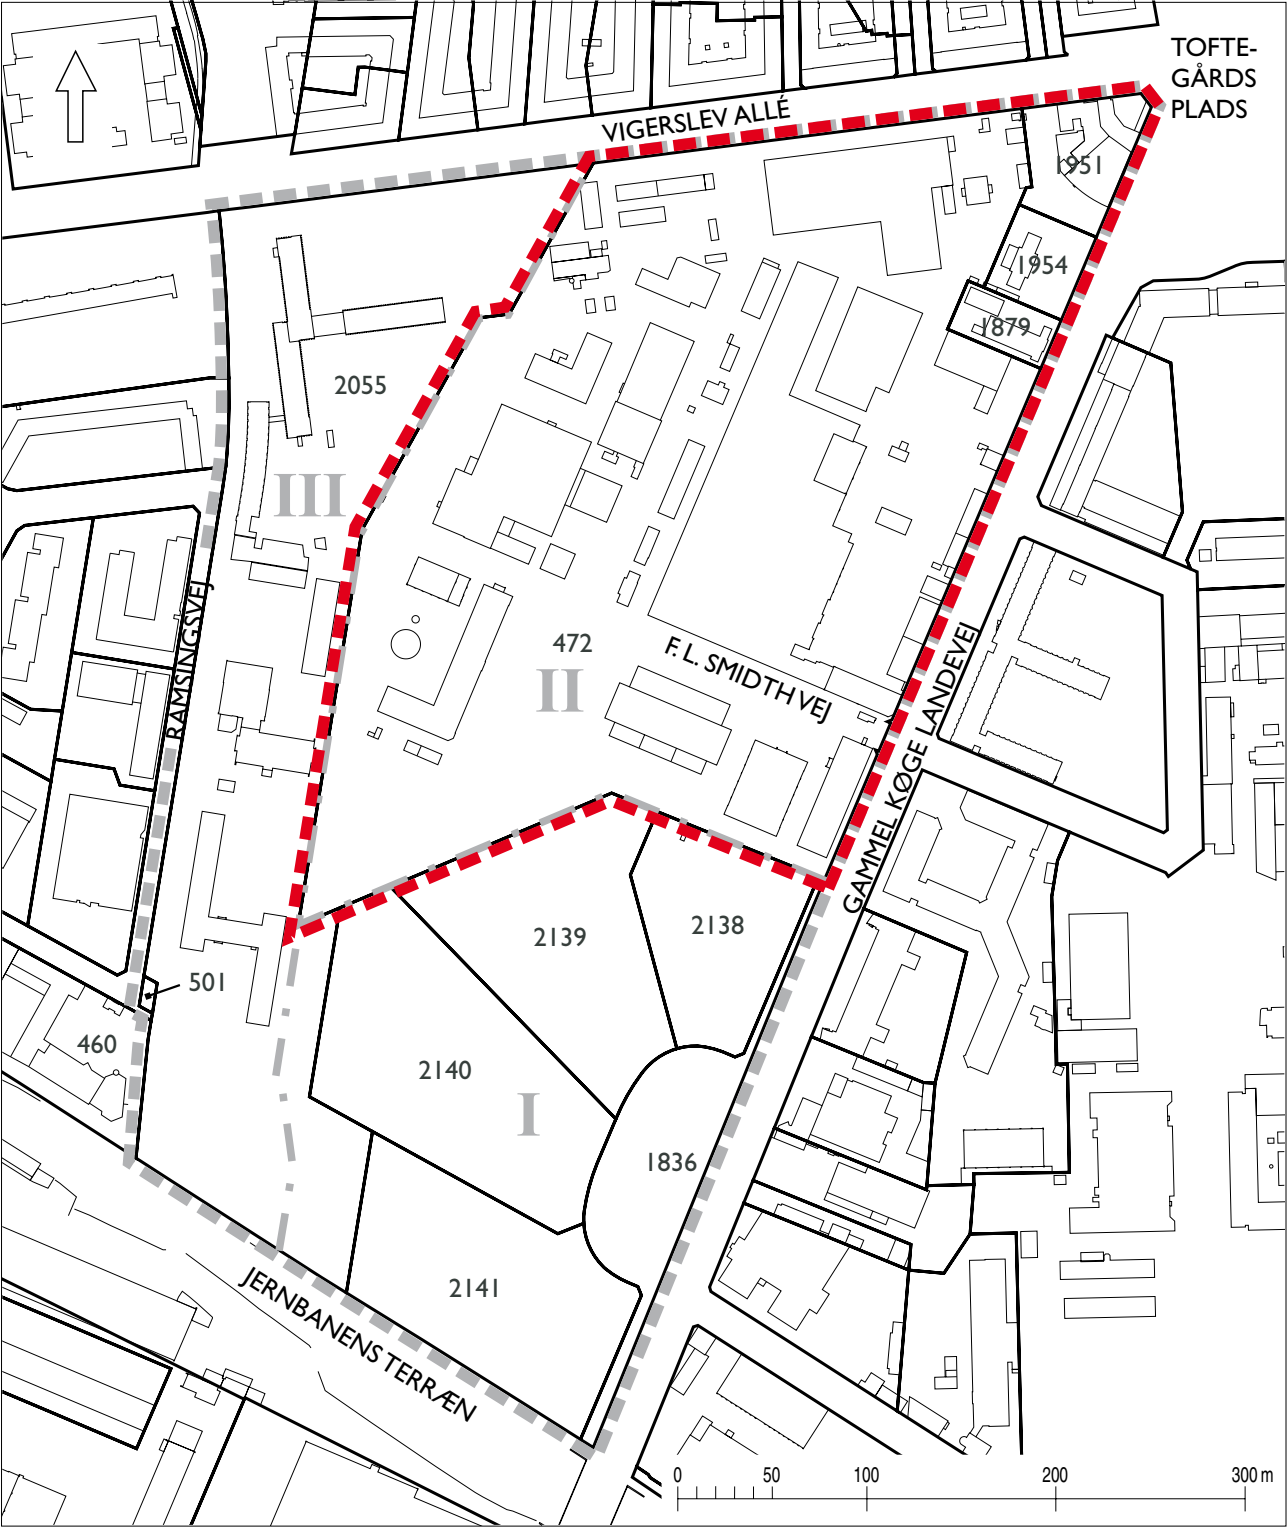 TOFTE-
GÅRDS
PLADS
VIGERSLEV ALLÉ
1951
1954
1879
2055
III
RAMSINGSVEJ
472
II
F. L. SMIDTH VEJ
GAMMEL KØGE LANDEVEJ
2138
2139
501
460
2140
I
1836
2141
JERNBANENS TERRÆN
0 50 100 200 300 m